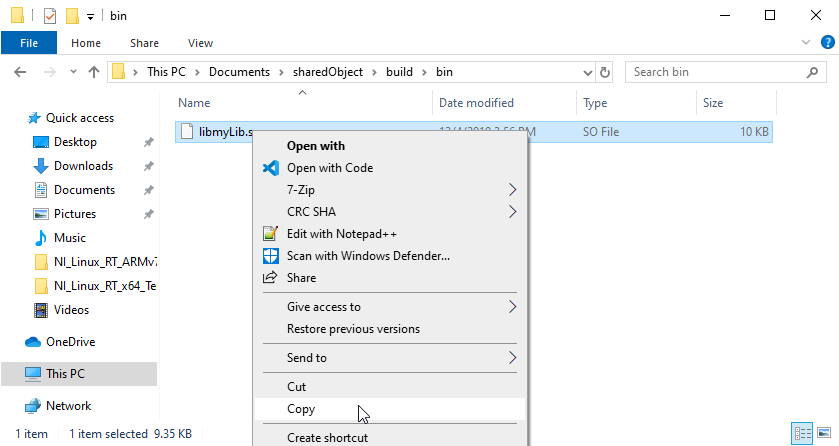 bin
File Home Share View
This PC Documents sharedObject build bin Search bin
Name Date modified Type Size
libmyLib.s SO File 10 KB
Quick access
Desktop
Downloads
Documents
Pictures
Music
NI_Linux_RT_ARMv7
NI_Linux_RT_x64_Te
Videos
OneDrive
This PC
Network
Open with
Open with Code
7-Zip
CRC SHA
Edit with Notepad++
Scan with Windows Defender...
Share
Give access to
Restore previous versions
Send to
Cut
Copy
Create shortcut
1 item 1 item selected 9.35 KB